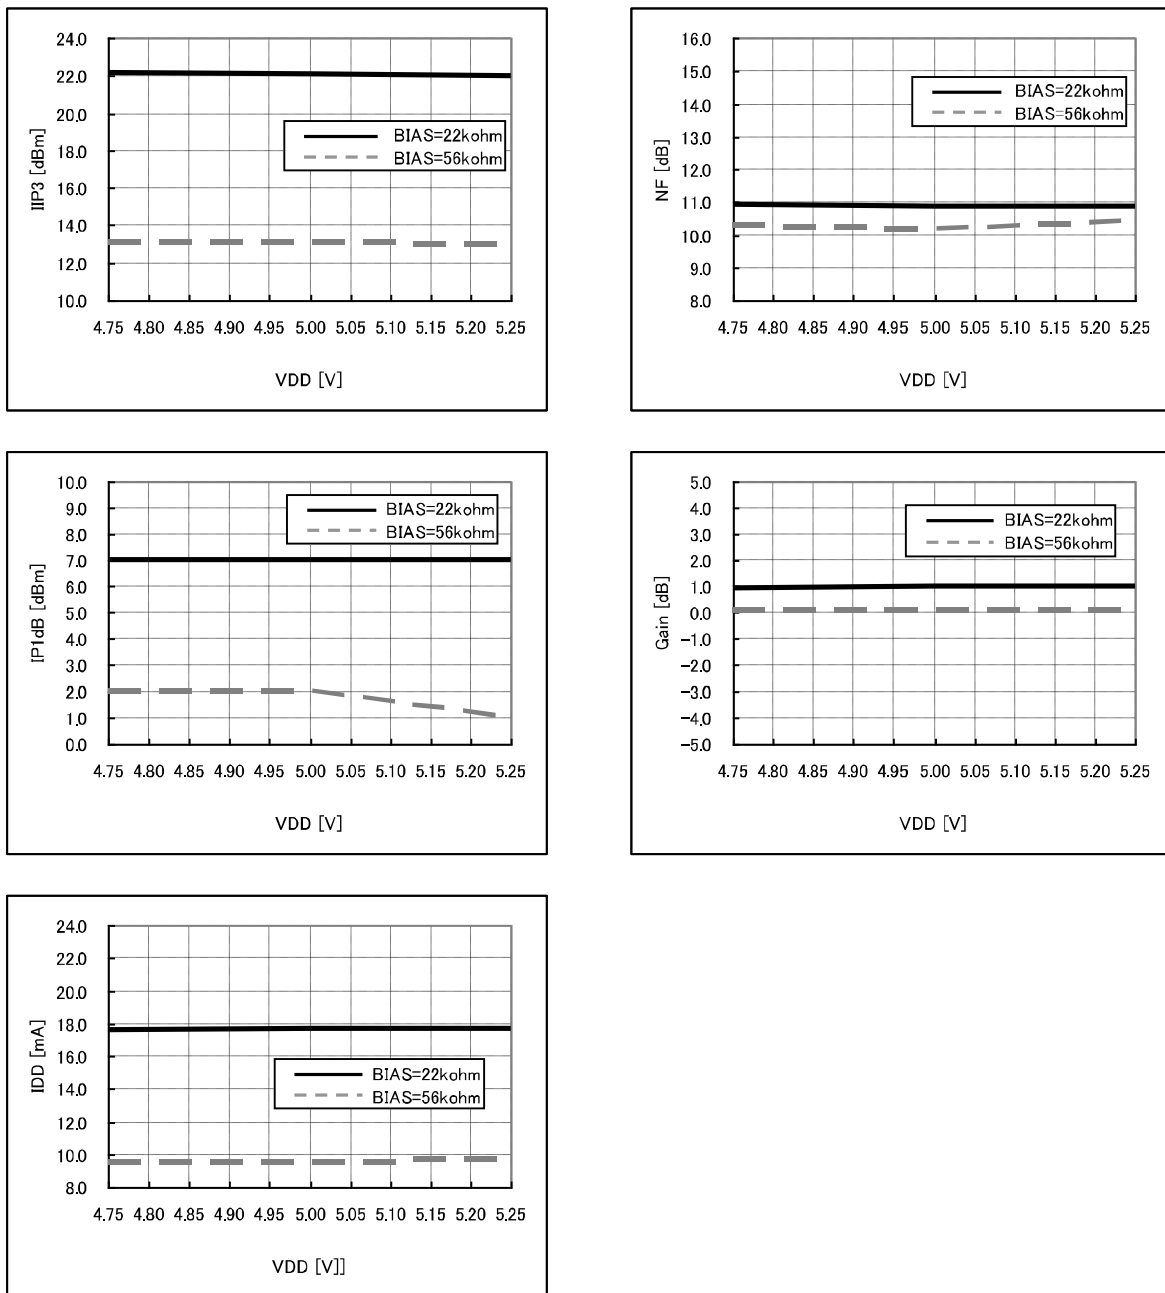 24.0
22.0
20.0
18.0
16.0
14.0
12.0
10.0
IIP3 [dBm]
BIAS=22kohm
BIAS=56kohm
4.75 4.80 4.85 4.90 4.95 5.00 5.05 5.10 5.15 5.20 5.25
VDD [V]
16.0
15.0
14.0
13.0
12.0
11.0
10.0
9.0
8.0
NF [dB]
BIAS=22kohm
BIAS=56kohm
4.75 4.80 4.85 4.90 4.95 5.00 5.05 5.10 5.15 5.20 5.25
VDD [V]
10.0
9.0
8.0
7.0
6.0
5.0
4.0
3.0
2.0
1.0
0.0
IP1dB [dBm]
BIAS=22kohm
BIAS=56kohm
4.75 4.80 4.85 4.90 4.95 5.00 5.05 5.10 5.15 5.20 5.25
VDD [V]
5.0
4.0
3.0
2.0
1.0
0.0
-1.0
-2.0
-3.0
-4.0
-5.0
Gain [dB]
BIAS=22kohm
BIAS=56kohm
4.75 4.80 4.85 4.90 4.95 5.00 5.05 5.10 5.15 5.20 5.25
VDD [V]
24.0
22.0
20.0
18.0
16.0
14.0
12.0
10.0
8.0
IDD [mA]
BIAS=22kohm
BIAS=56kohm
4.75 4.80 4.85 4.90 4.95 5.00 5.05 5.10 5.15 5.20 5.25
VDD [V]]